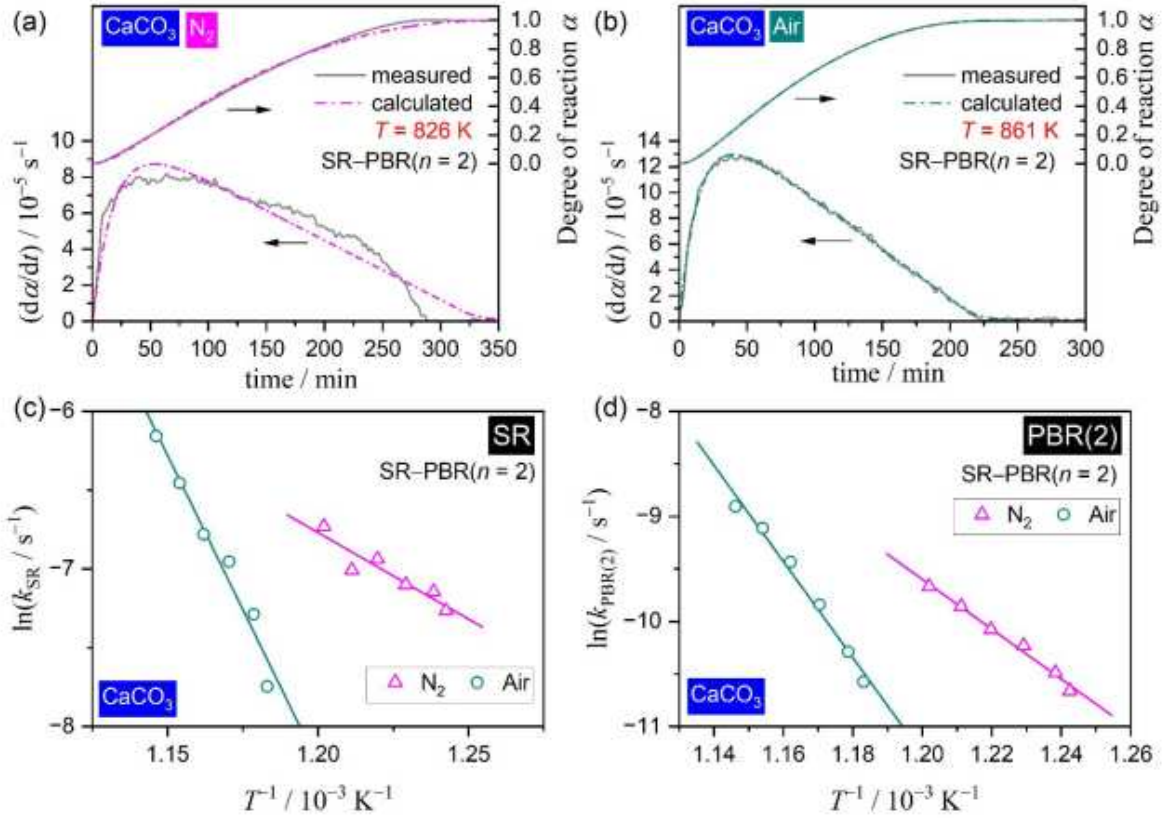 (a)
CaCO₃ N₂
measured
calculated
T = 826 K
SR–PBR(n = 2)
1.0
0.8
0.6
0.4
0.2
0.0
Degree of reaction α
10
8
6
4
2
0
(dα/dt) / 10⁻⁵ s⁻¹
0 50 100 150 200 250 300 350
time / min
(b)
CaCO₃ Air
measured
calculated
T = 861 K
SR–PBR(n = 2)
1.0
0.8
0.6
0.4
0.2
0.0
Degree of reaction α
14
12
10
8
6
4
2
0
(dα/dt) / 10⁻⁵ s⁻¹
0 50 100 150 200 250 300
time / min
(c)
SR
SR–PBR(n = 2)
−6
−7
−8
ln(k_SR / s⁻¹)
N₂ Air
CaCO₃
1.15 1.20 1.25
T⁻¹ / 10⁻³ K⁻¹
(d)
PBR(2)
SR–PBR(n = 2)
N₂ Air
−8
−9
−10
−11
ln(k_PBR(2) / s⁻¹)
CaCO₃
1.14 1.16 1.18 1.20 1.22 1.24 1.26
T⁻¹ / 10⁻³ K⁻¹